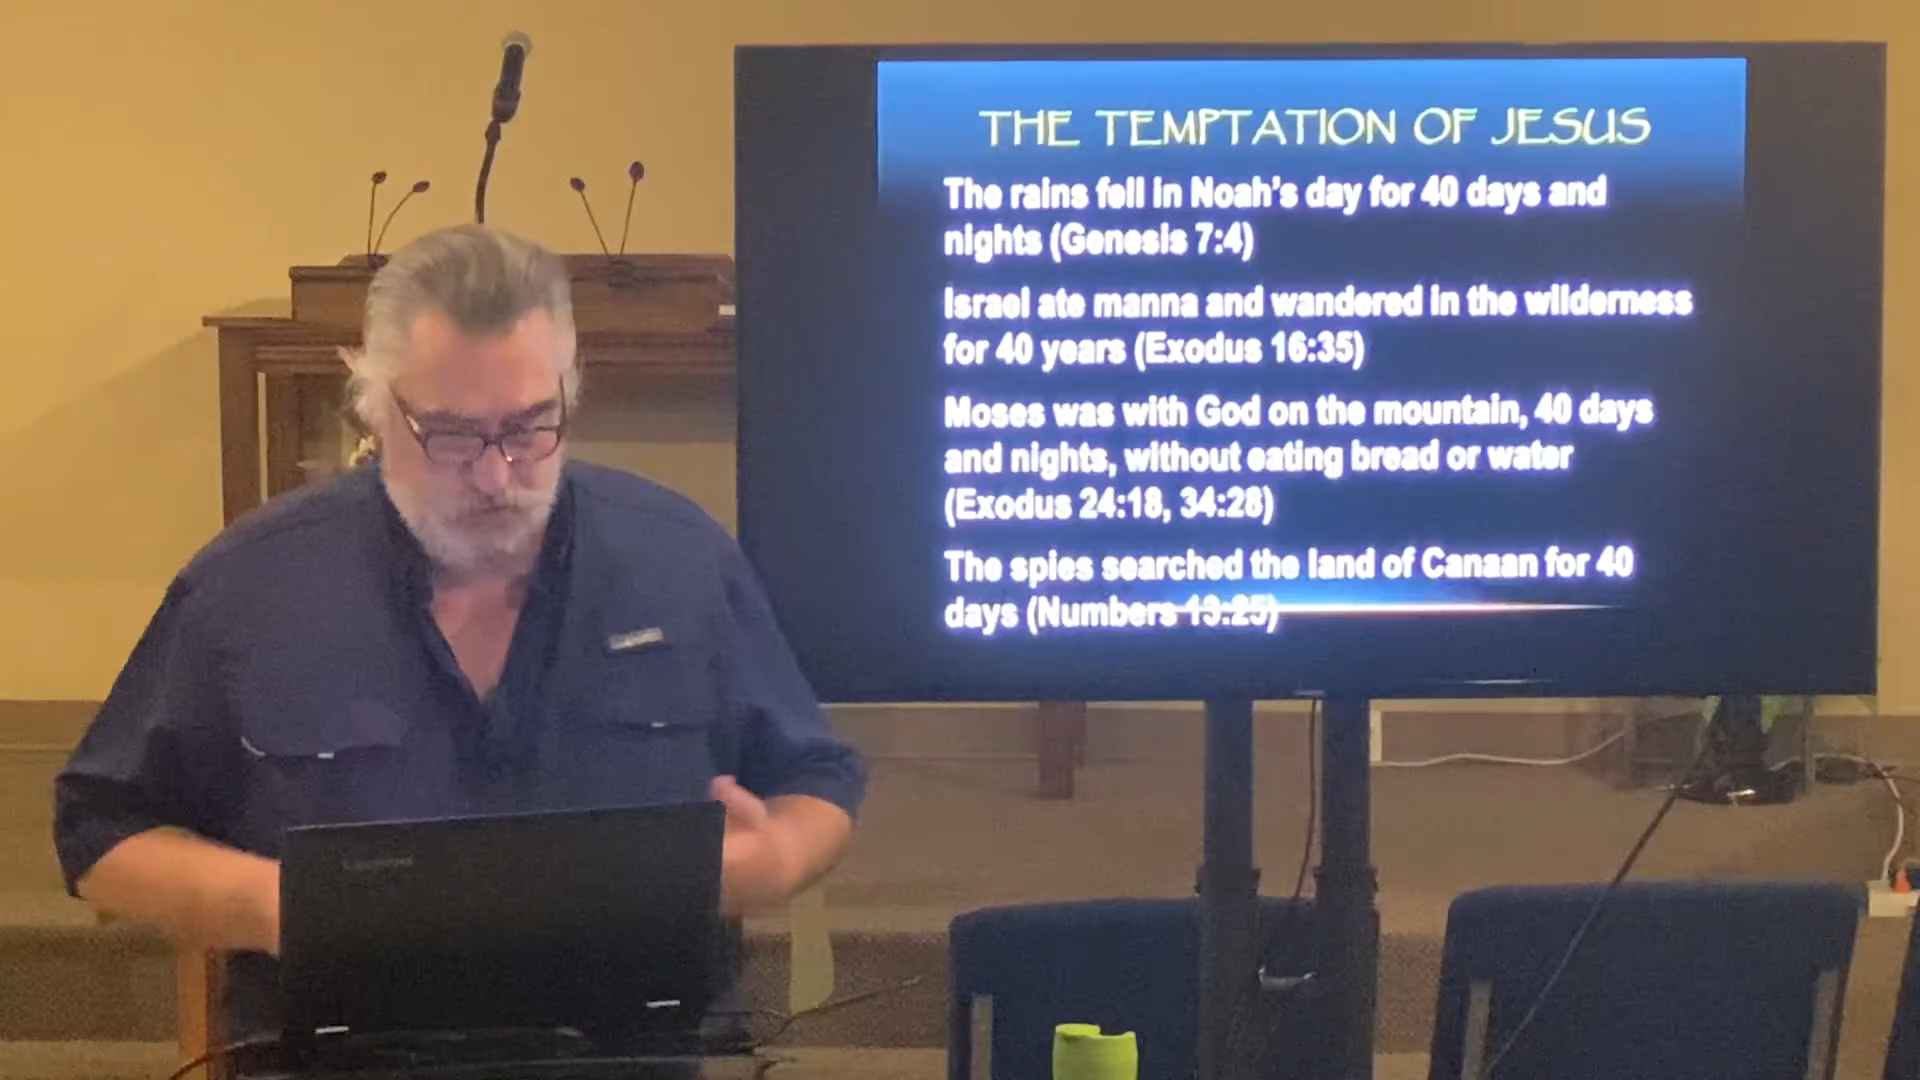 THE TEMPTATION OF JESUS
The rains fell in Noah's day for 40 days and
nights (Genesis 7:4)
Israel ate manna and wandered in the wilderness
for 40 years (Exodus 16:35)
Moses was with God on the mountain, 40 days
and nights, without eating bread or water
(Exodus 24:18, 34:28)
The spies searched the land of Canaan for 40
days (Numbers 13:25)